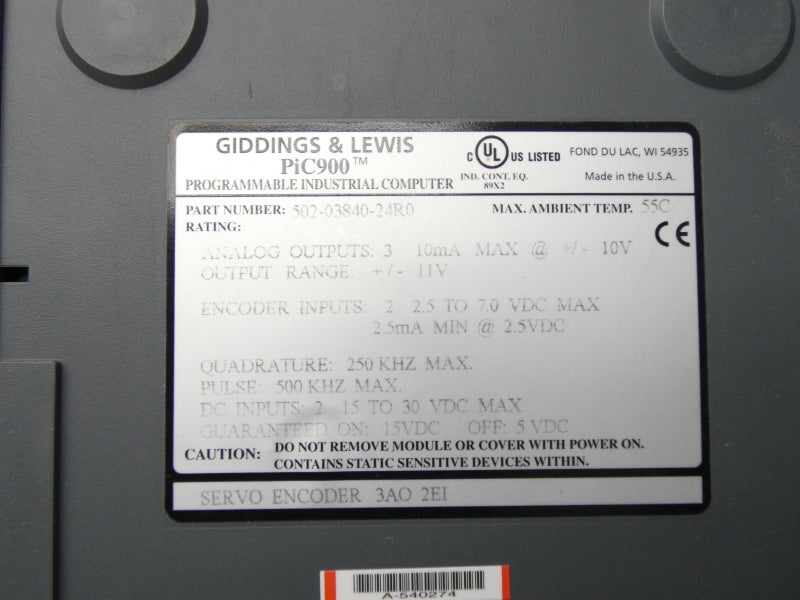 GIDDINGS & LEWIS
PiC900™
PROGRAMMABLE INDUSTRIAL COMPUTER
C UL US LISTED
IND. CONT. EQ.
89X2
FOND DU LAC, WI 54935
Made in the U.S.A.
PART NUMBER: 502-03840-24R0 MAX. AMBIENT TEMP. 55C
RATING:
CE
ANALOG OUTPUTS: 3 10mA MAX @ +/- 10V
OUTPUT RANGE: +/- 11V
ENCODER INPUTS: 2 2.5 TO 7.0 VDC MAX
2.5mA MIN @ 2.5VDC
QUADRATURE: 250 KHZ MAX.
PULSE: 500 KHZ MAX.
DC INPUTS: 2 15 TO 30 VDC MAX
GUARANTEED ON: 15VDC OFF: 5 VDC
CAUTION: DO NOT REMOVE MODULE OR COVER WITH POWER ON.
CONTAINS STATIC SENSITIVE DEVICES WITHIN.
SERVO ENCODER 3AO 2EI
A-540274